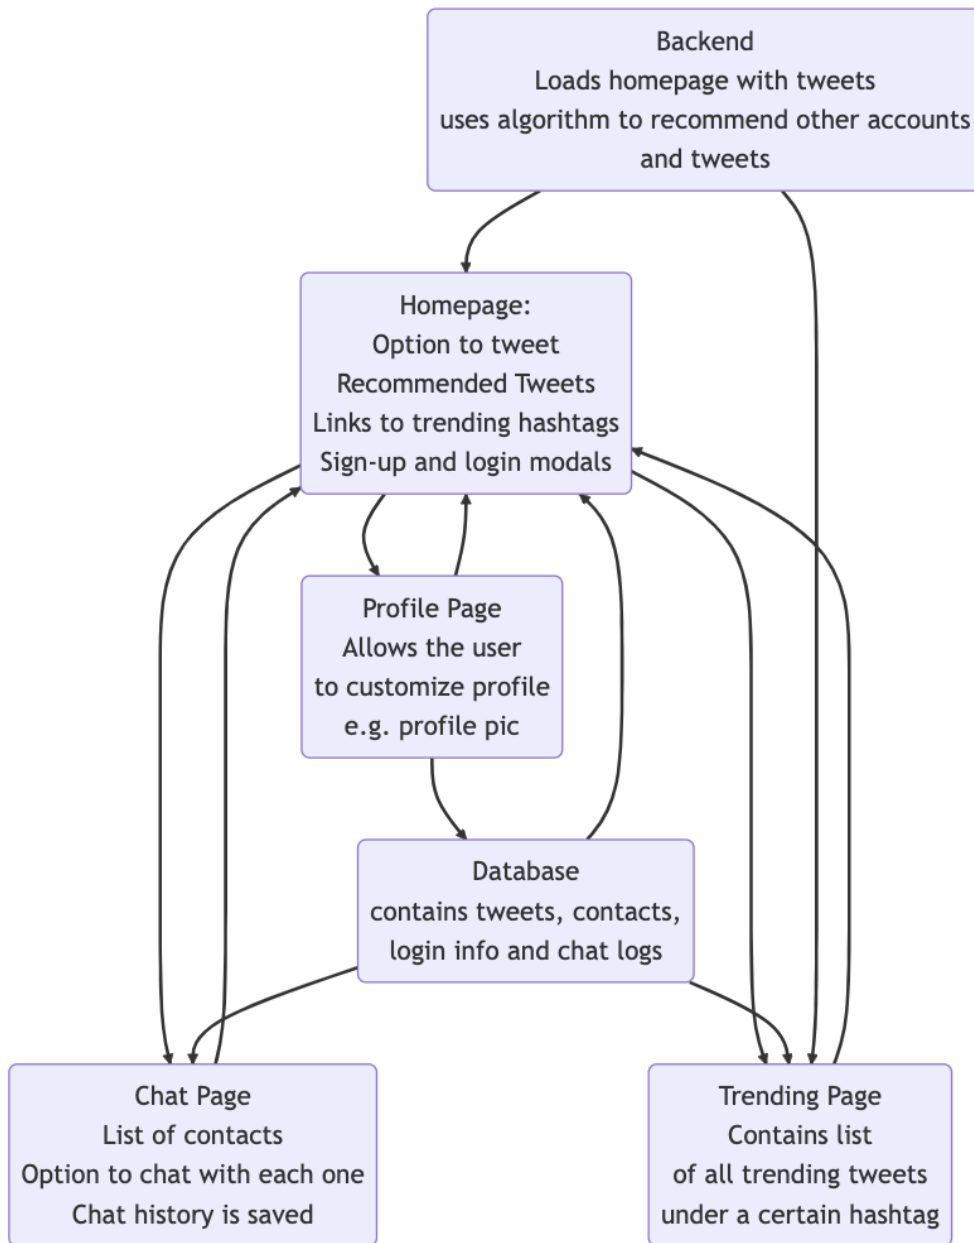 Backend
Loads homepage with tweets
uses algorithm to recommend other accounts
and tweets
Homepage:
Option to tweet
Recommended Tweets
Links to trending hashtags
Sign-up and login modals
Profile Page
Allows the user
to customize profile
e.g. profile pic
Database
contains tweets, contacts,
login info and chat logs
Chat Page
List of contacts
Option to chat with each one
Chat history is saved
Trending Page
Contains list
of all trending tweets
under a certain hashtag